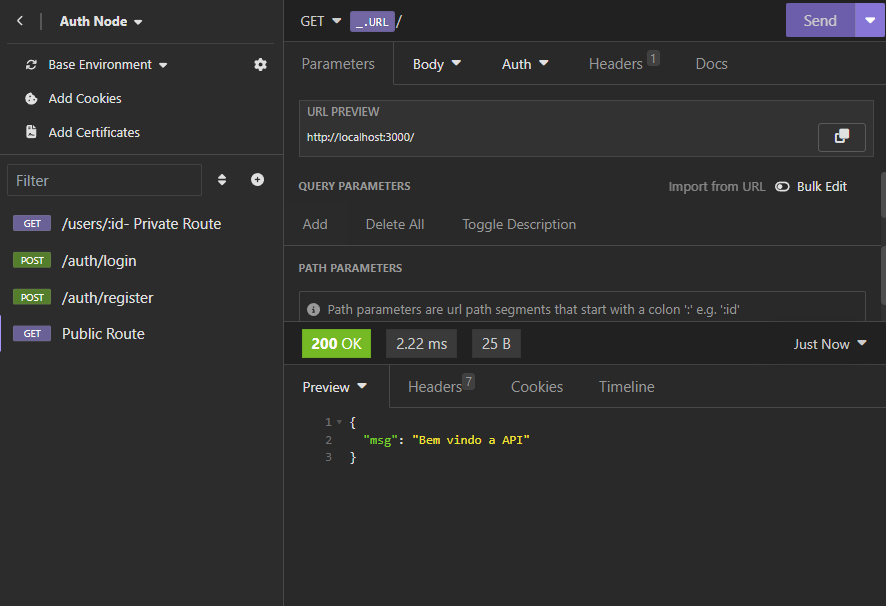 Auth Node
Base Environment
Add Cookies
Add Certificates
Filter
GET /users/:id- Private Route
POST /auth/login
POST /auth/register
GET Public Route
GET _.URL /
Send
Parameters Body Auth Headers 1 Docs
URL PREVIEW
http://localhost:3000/
QUERY PARAMETERS Import from URL Bulk Edit
Add Delete All Toggle Description
PATH PARAMETERS
Path parameters are url path segments that start with a colon ':' e.g. ':id'
200 OK 2.22 ms 25 B Just Now
Preview Headers 7 Cookies Timeline
1 {
2 "msg": "Bem vindo a API"
3 }